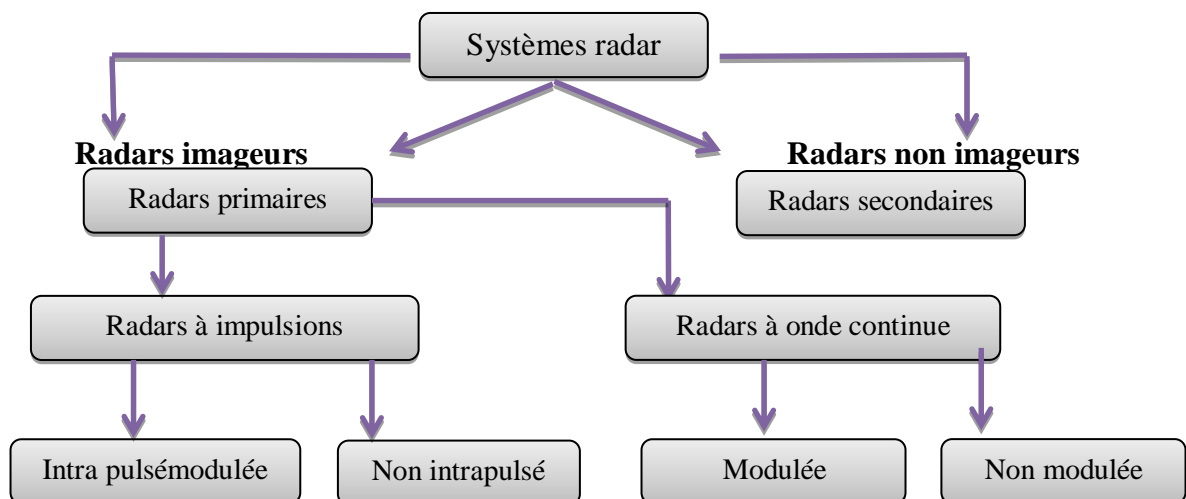 Systèmes radar
Radars imageurs
Radars non imageurs
Radars primaires
Radars secondaires
Radars à impulsions
Radars à onde continue
Intra pulsémodulée
Non intrapulsé
Modulée
Non modulée